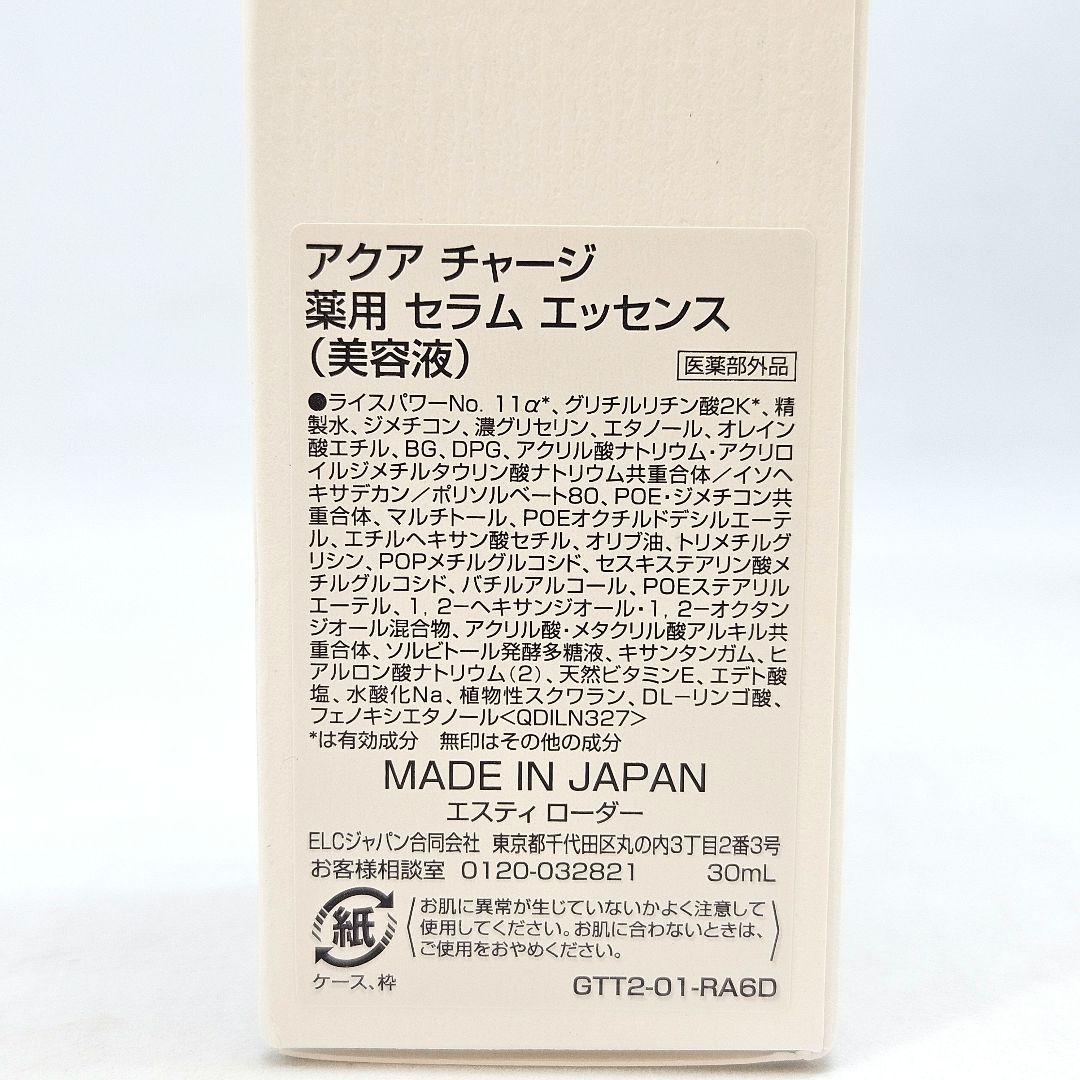 アクア チャージ
薬用 セラム エッセンス
(美容液)
医薬部外品
●ライスパワーNo. 11α*、グリチルリチン酸2K*、精
製水、ジメチコン、濃グリセリン、エタノール、オレイン
酸エチル、BG、DPG、アクリル酸ナトリウム・アクリロ
イルジメチルタウリン酸ナトリウム共重合体／イソヘ
キサデカン／ポリソルベート80、POE・ジメチコン共
重合体、マルチトール、POEオクチルドデシルエーテ
ル、エチルヘキサン酸セチル、オリブ油、トリメチルグ
リシン、POPメチルグルコシド、セスキステアリン酸メ
チルグルコシド、バチルアルコール、POEステアリル
エーテル、1, 2−ヘキサンジオール・1, 2−オクタン
ジオール混合物、アクリル酸・メタクリル酸アルキル共
重合体、ソルビトール発酵多糖液、キサンタンガム、ヒ
アルロン酸ナトリウム(2)、天然ビタミンE、エデト酸
塩、水酸化Na、植物性スクワラン、DL−リンゴ酸、
フェノキシエタノール<QDILN327>
*は有効成分　無印はその他の成分
MADE IN JAPAN
エスティ ローダー
ELCジャパン合同会社 東京都千代田区丸の内3丁目2番3号
お客様相談室 0120-032821 30mL
紙
お肌に異常が生じていないかよく注意して
使用してください。お肌に合わないときは、
ご使用をおやめください。
ケース、枠
GTT2-01-RA6D